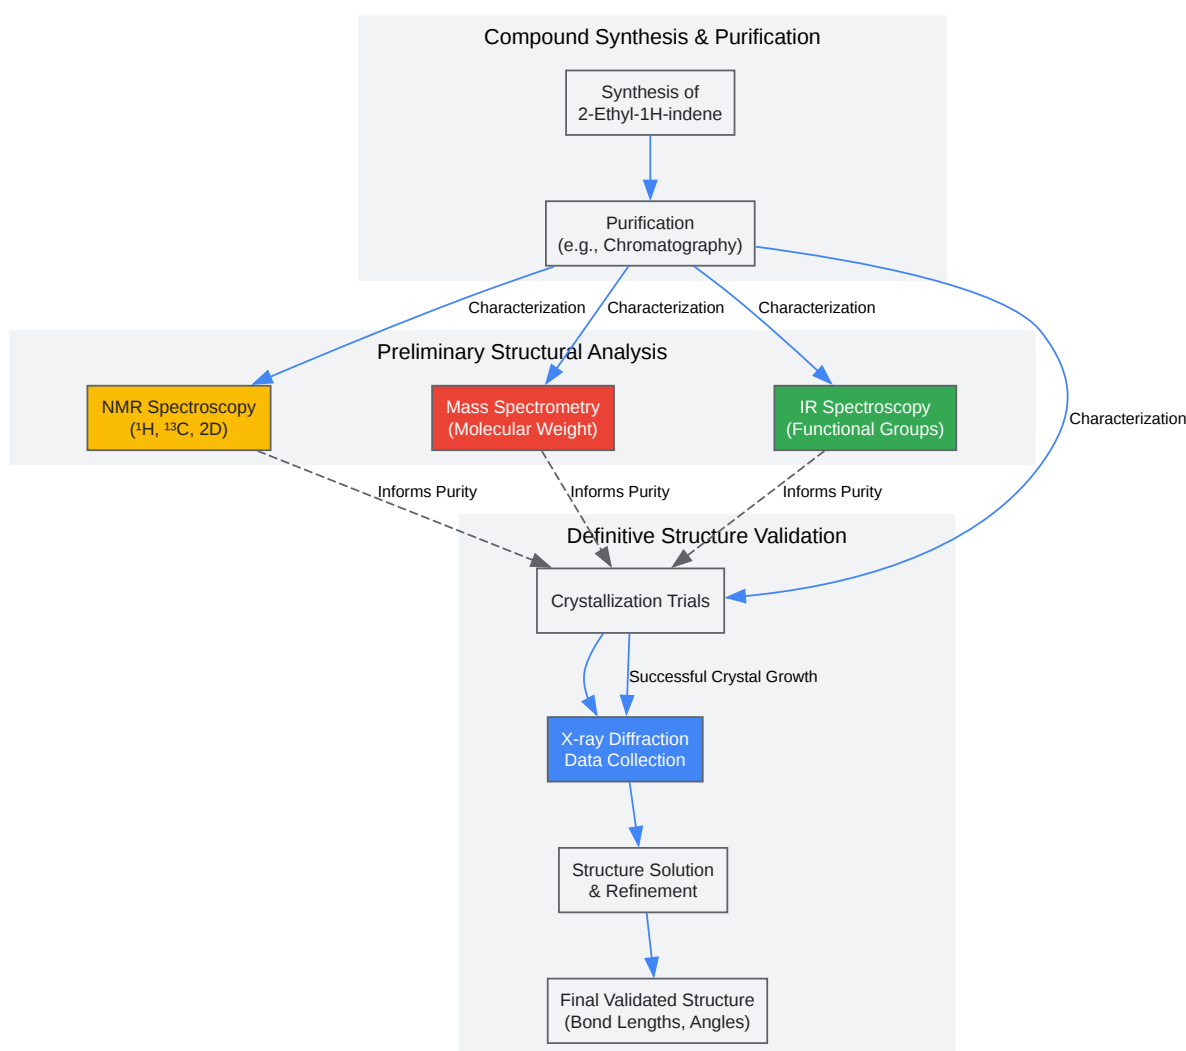 Compound Synthesis & Purification
Synthesis of
2-Ethyl-1H-indene
Purification
(e.g., Chromatography)
Characterization
Characterization
Characterization
Preliminary Structural Analysis
NMR Spectroscopy
(¹H, ¹³C, 2D)
Mass Spectrometry
(Molecular Weight)
IR Spectroscopy
(Functional Groups)
Characterization
Informs Purity
Informs Purity
Informs Purity
Definitive Structure Validation
Crystallization Trials
Successful Crystal Growth
X-ray Diffraction
Data Collection
Structure Solution
& Refinement
Final Validated Structure
(Bond Lengths, Angles)